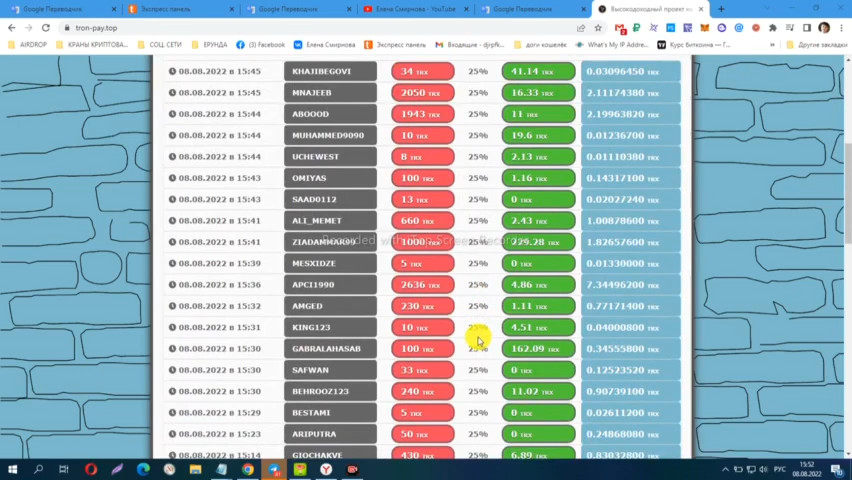 Google Переводчик
Экспресс панель
Google Переводчик
Елена Смирнова - YouTube
Google Переводчик
Высокодоходный проект на
tron-pay.top
AIRDROP
КРАНЫ КРИПТОВА...
СОЦ. СЕТИ
ЕРУНДА
(3) Facebook
Елена Смирнова
Экспресс панель
Входящие - djrpfk...
доги кошелёк
What's My IP Addre...
Курс биткоина —
Другие закладки
08.08.2022 в 15:45 KHAJIBEGOVI 34 TRX 25% 41.14 TRX 0.03096450 TRX
08.08.2022 в 15:45 MNAJEEB 2050 TRX 25% 16.33 TRX 2.11174380 TRX
08.08.2022 в 15:44 ABOOOD 1943 TRX 25% 11 TRX 2.19963820 TRX
08.08.2022 в 15:44 MUHAMMED9090 10 TRX 25% 19.6 TRX 0.01236700 TRX
08.08.2022 в 15:44 UCHEWEST 8 TRX 25% 2.13 TRX 0.01110380 TRX
08.08.2022 в 15:43 OMIYAS 100 TRX 25% 1.16 TRX 0.14317100 TRX
08.08.2022 в 15:43 SAAD0112 13 TRX 25% 0 TRX 0.02027240 TRX
08.08.2022 в 15:41 ALI_MEMET 660 TRX 25% 2.43 TRX 1.00878600 TRX
08.08.2022 в 15:41 ZIADAMMAR99 1000 TRX 25% 229.28 TRX 1.82657600 TRX
Recorded with iTop Screen Recorder
08.08.2022 в 15:39 MESXIDZE 5 TRX 25% 0 TRX 0.01330000 TRX
08.08.2022 в 15:36 APCI1990 2636 TRX 25% 4.86 TRX 7.34496200 TRX
08.08.2022 в 15:32 AMGED 230 TRX 25% 1.11 TRX 0.77171400 TRX
08.08.2022 в 15:31 KING123 10 TRX 25% 4.51 TRX 0.04000800 TRX
08.08.2022 в 15:30 GABRALAHASAB 100 TRX 25% 162.09 TRX 0.34555800 TRX
08.08.2022 в 15:30 SAFWAN 33 TRX 25% 0 TRX 0.12523520 TRX
08.08.2022 в 15:30 BEHROOZ123 240 TRX 25% 11.02 TRX 0.90739100 TRX
08.08.2022 в 15:29 BESTAMI 5 TRX 25% 0 TRX 0.02611200 TRX
08.08.2022 в 15:23 ARIPUTRA 50 TRX 25% 0 TRX 0.24868080 TRX
08.08.2022 в 15:14 GIOCHAKVE 430 TRX 25% 6.89 TRX 0.83032800 TRX
РУС
15:52
08.08.2022